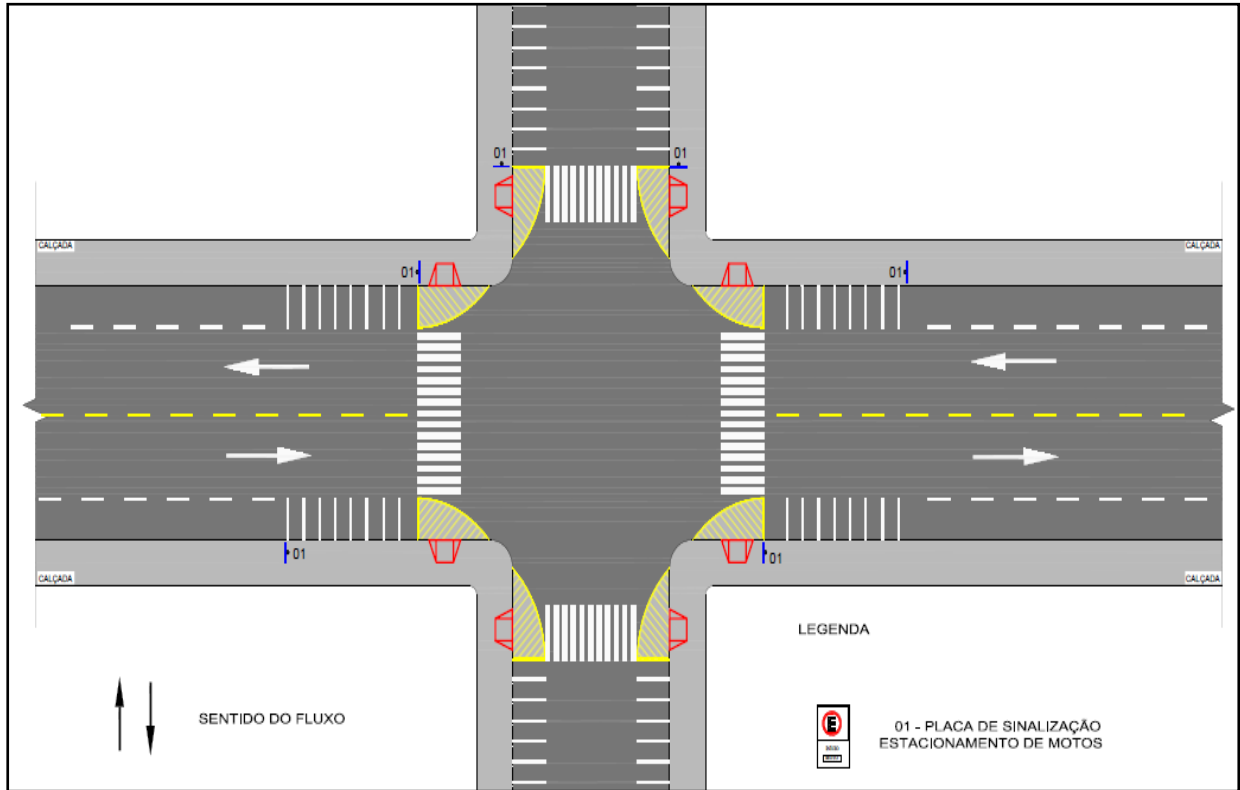 01
01
CALÇADA
CALÇADA
01
01
01
01
CALÇADA
CALÇADA
LEGENDA
SENTIDO DO FLUXO
E
01 - PLACA DE SINALIZAÇÃO
ESTACIONAMENTO DE MOTOS